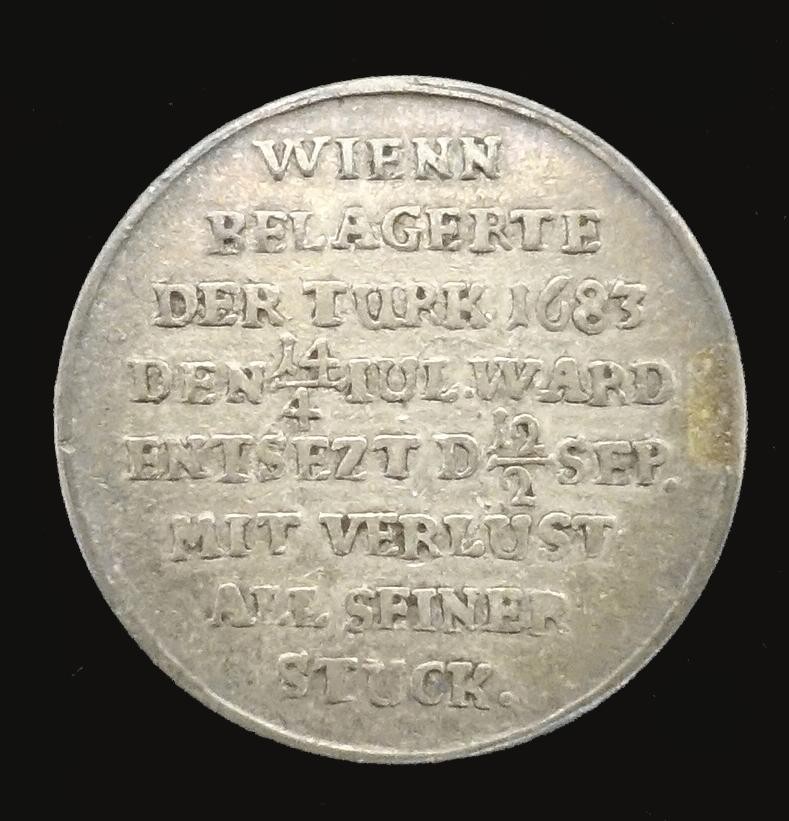 WIENN
BELAGERTE
DER TURK 1683
DEN 14/4 IUL. WARD
ENTSEZT D 12/2 SEP.
MIT VERLUST
ALL SEINER
STUCK.